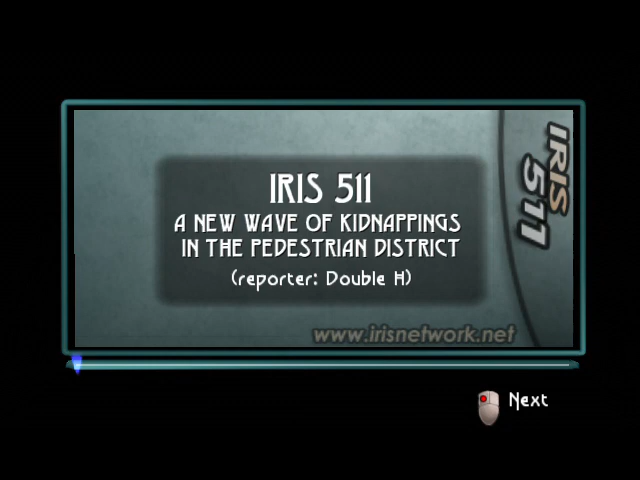 IRIS 511
A NEW WAVE OF KIDNAPPINGS
IN THE PEDESTRIAN DISTRICT
(reporter: Double H)
IRIS
511
www.irisnetwork.net
Next